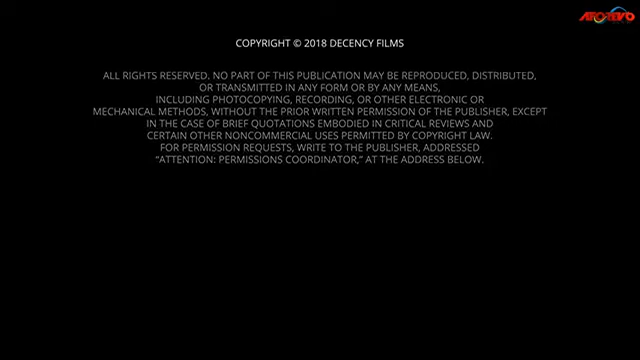 COPYRIGHT © 2018 DECENCY FILMS
ALL RIGHTS RESERVED. NO PART OF THIS PUBLICATION MAY BE REPRODUCED, DISTRIBUTED,
OR TRANSMITTED IN ANY FORM OR BY ANY MEANS,
INCLUDING PHOTOCOPYING, RECORDING, OR OTHER ELECTRONIC OR
MECHANICAL METHODS, WITHOUT THE PRIOR WRITTEN PERMISSION OF THE PUBLISHER, EXCEPT
IN THE CASE OF BRIEF QUOTATIONS EMBODIED IN CRITICAL REVIEWS AND
CERTAIN OTHER NONCOMMERCIAL USES PERMITTED BY COPYRIGHT LAW.
FOR PERMISSION REQUESTS, WRITE TO THE PUBLISHER, ADDRESSED
“ATTENTION: PERMISSIONS COORDINATOR,” AT THE ADDRESS BELOW.